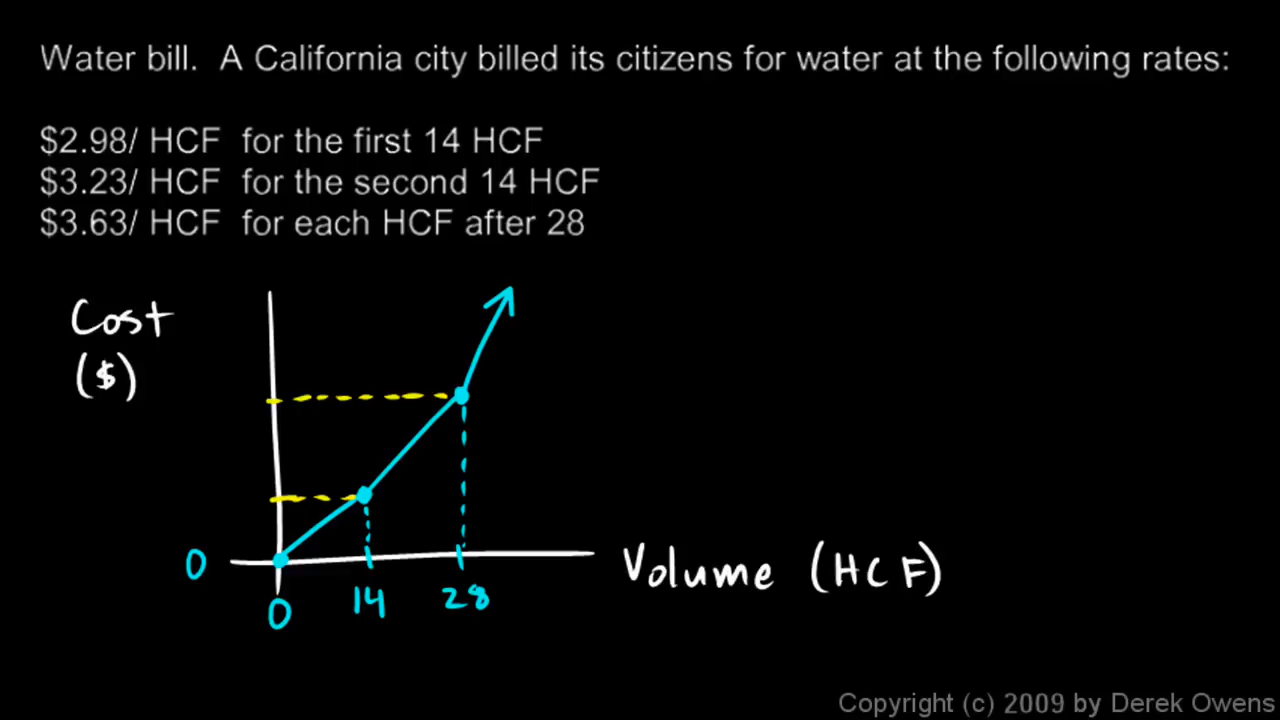 Water bill.  A California city billed its citizens for water at the following rates:
$2.98/ HCF  for the first 14 HCF
$3.23/ HCF  for the second 14 HCF
$3.63/ HCF  for each HCF after 28
Cost
($)
0
Volume (HCF)
0 14 28
Copyright (c) 2009 by Derek Owens